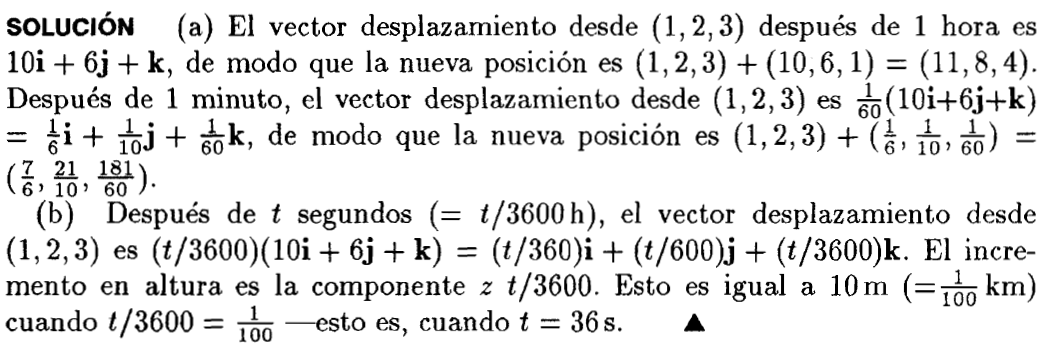 SOLUCIÓN (a) El vector desplazamiento desde (1, 2, 3) después de 1 hora es
10i + 6j + k, de modo que la nueva posición es (1, 2, 3) + (10, 6, 1) = (11, 8, 4).
Después de 1 minuto, el vector desplazamiento desde (1, 2, 3) es 1/60(10i+6j+k)
= 1/6 i + 1/10 j + 1/60 k, de modo que la nueva posición es (1, 2, 3) + (1/6, 1/10, 1/60) =
(7/6, 21/10, 181/60).
(b) Después de t segundos (= t/3600 h), el vector desplazamiento desde
(1, 2, 3) es (t/3600)(10i + 6j + k) = (t/360)i + (t/600)j + (t/3600)k. El incre-
mento en altura es la componente z t/3600. Esto es igual a 10 m (=1/100 km)
cuando t/3600 = 1/100 —esto es, cuando t = 36 s. ▲